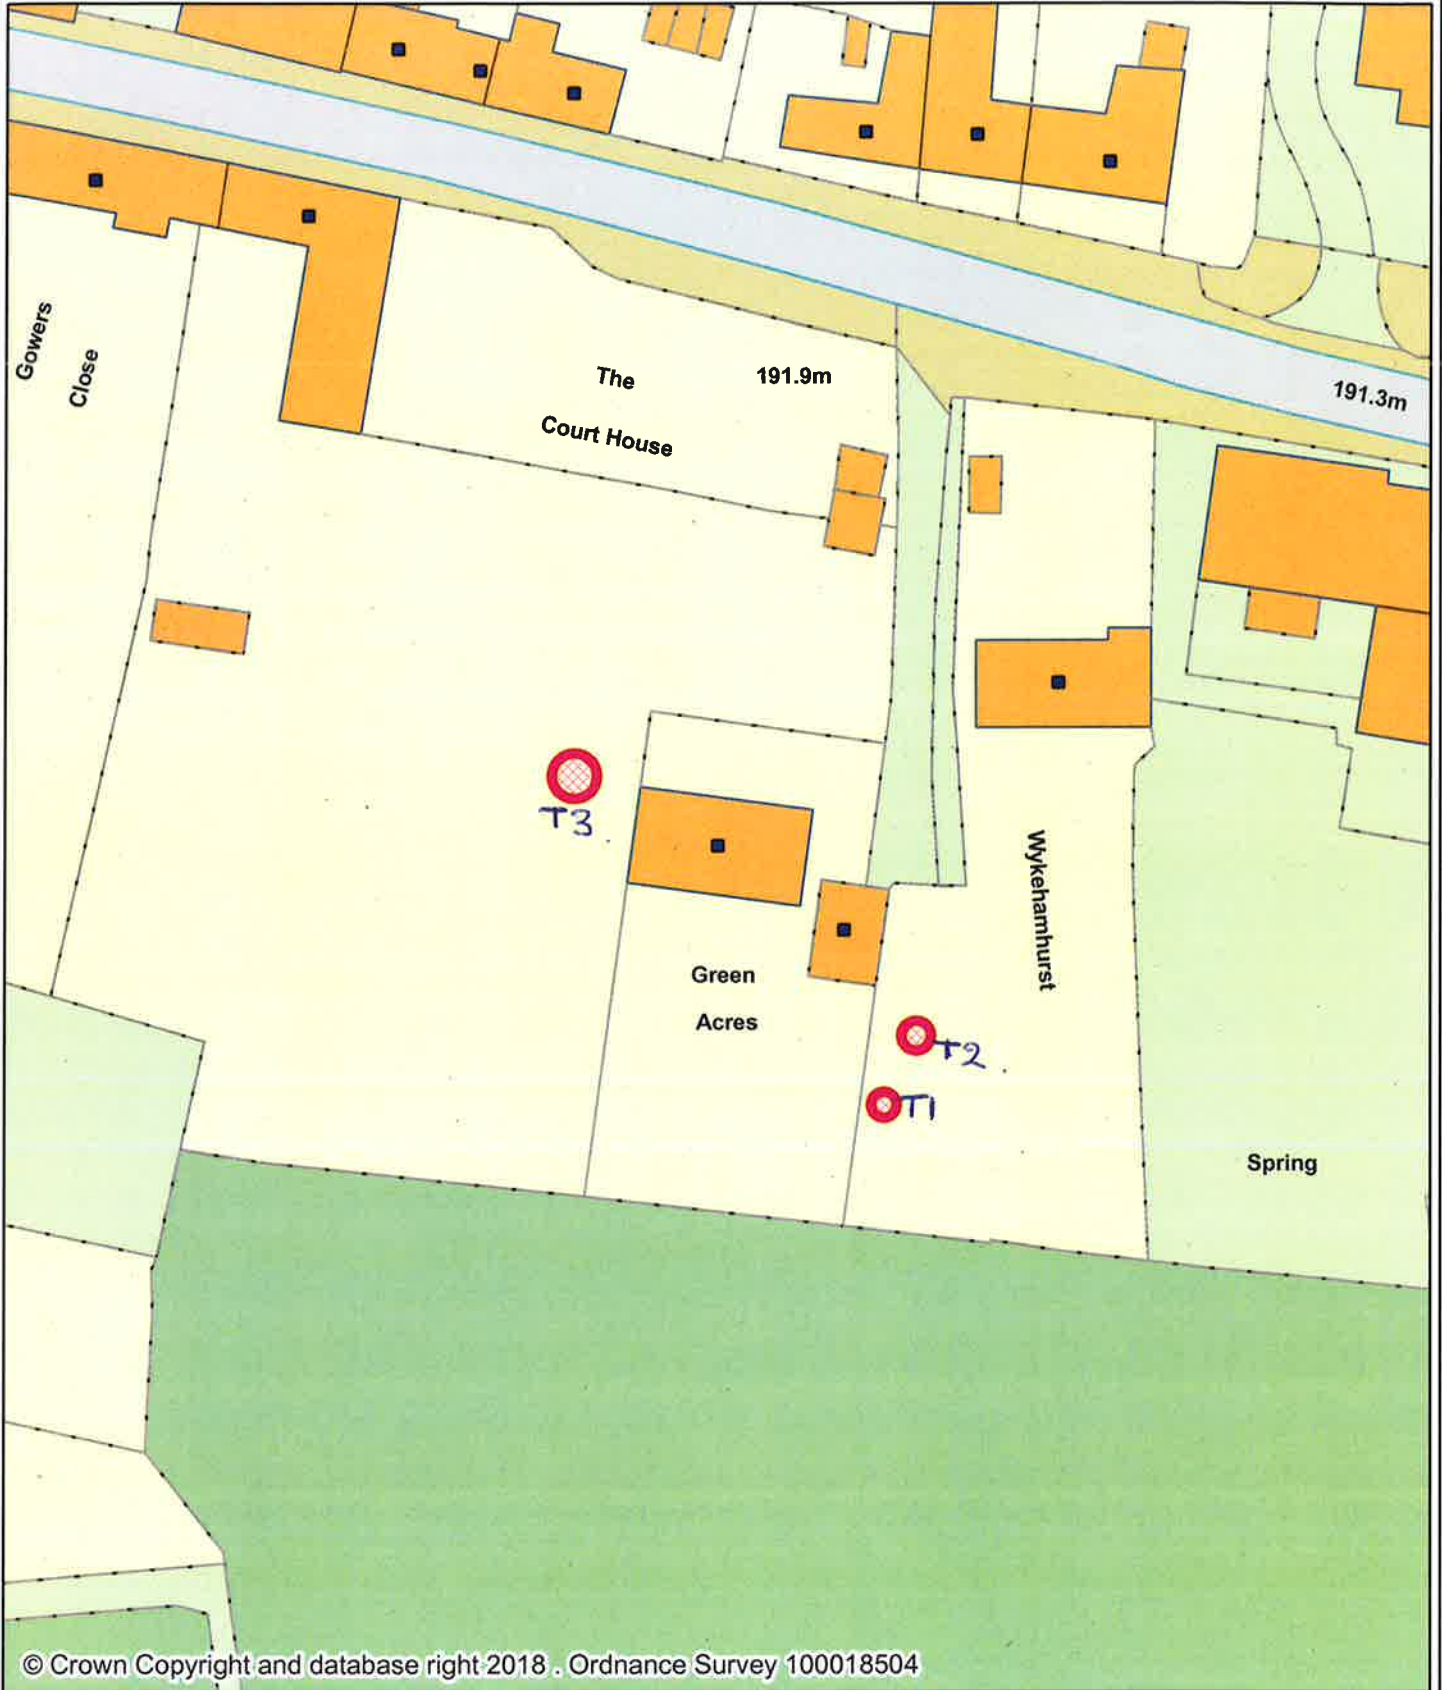 Gowers
Close
The
Court House
191.9m
191.3m
T3
Green
Acres
Wykehamhurst
T2
T1
Spring
© Crown Copyright and database right 2018 . Ordnance Survey 100018504